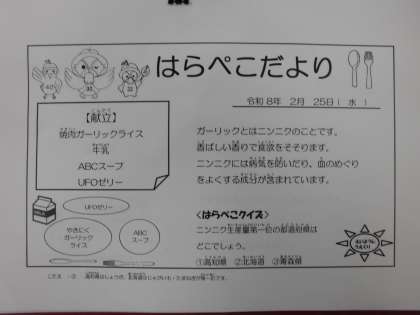 はらぺこだより
令和８年　２月　２５日（　水　）
【献立】
焼肉ガーリックライス
牛乳
ABCスープ
UFOゼリー
ガーリックとはニンニクのことです。
香ばしい香りで食欲をそそります。
ニンニクには病気を防いだり、血のめぐり
をよくする成分が含まれています。
UFOゼリー
やきにく
ガーリック
ライス
ABC
スープ
<はらぺこクイズ>
ニンニク生産量第一位の都道府県は
どこでしょう。
①高知県　②北海道　③青森県